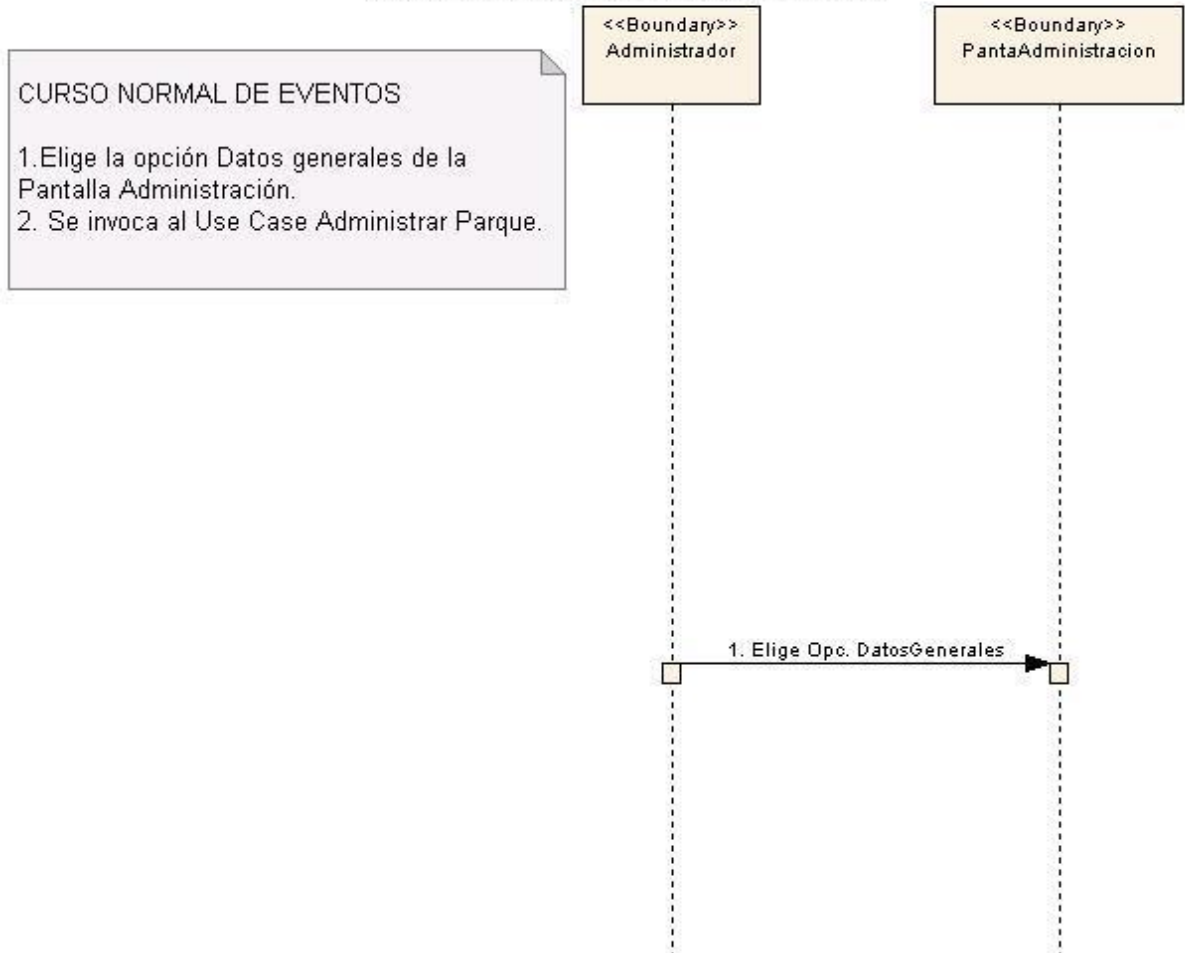 <<Boundary>>
Administrador
<<Boundary>>
PantaAdministracion
CURSO NORMAL DE EVENTOS
1.Elige la opción Datos generales de la
Pantalla Administración.
2. Se invoca al Use Case Administrar Parque.
1. Elige Opc. DatosGenerales